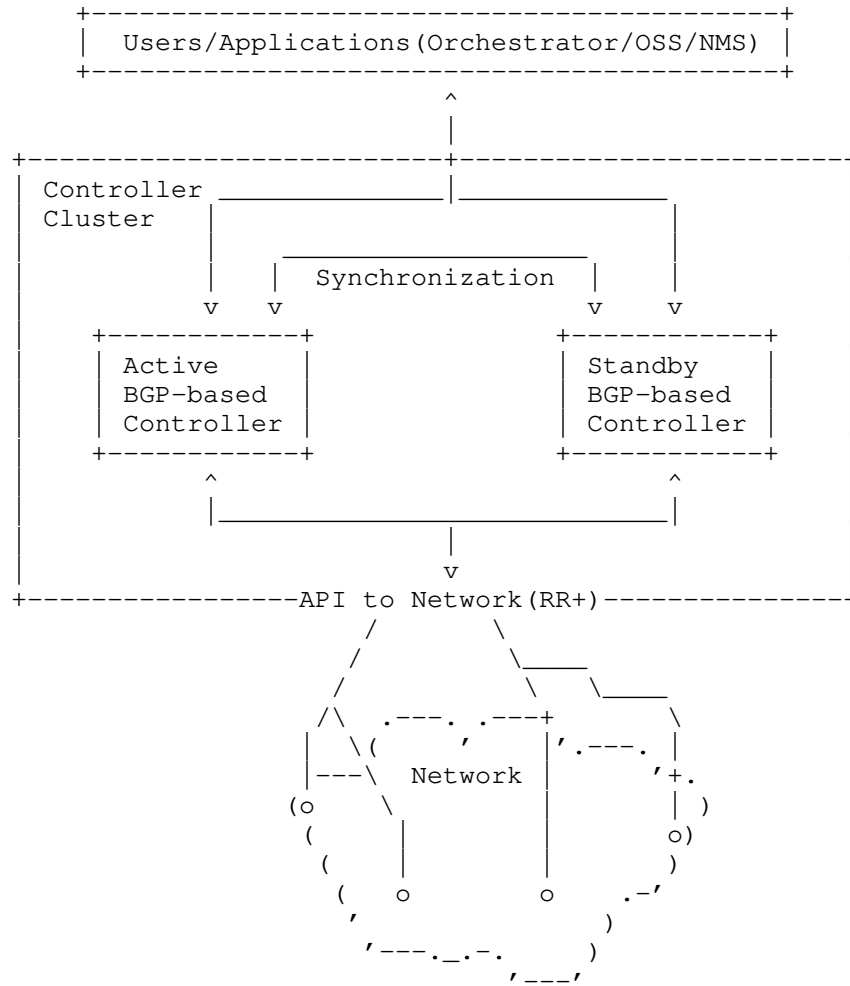 Users/Applications(Orchestrator/OSS/NMS)
Controller
Cluster
Synchronization
Active
BGP-based
Controller
Standby
BGP-based
Controller
API to Network(RR+)
Network